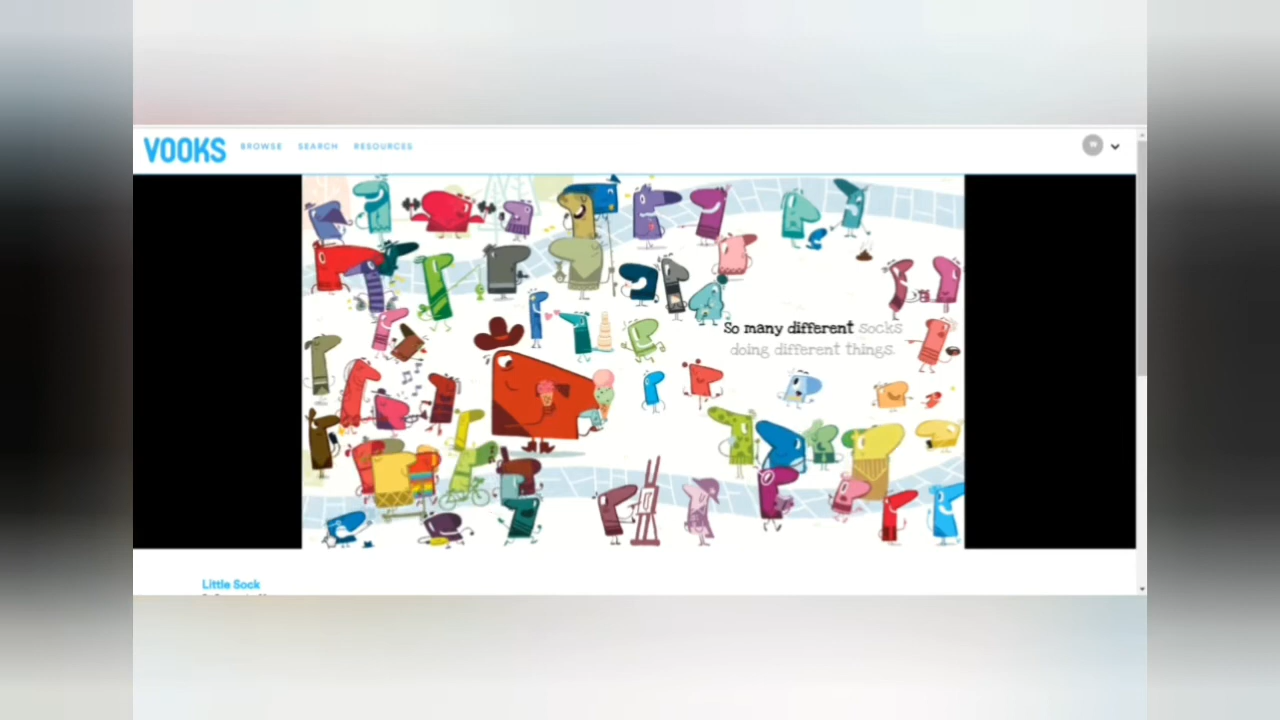 VOOKS
BROWSE SEARCH RESOURCES
So many different socks
doing different things.
Little Sock